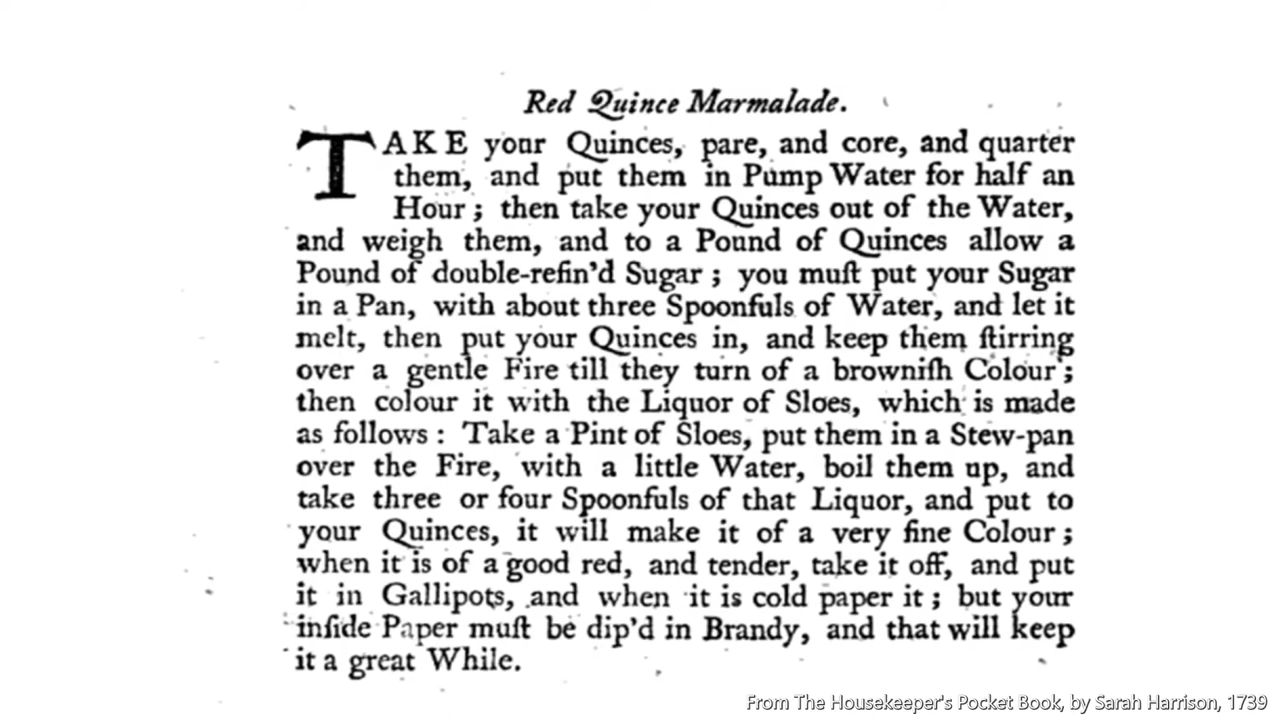 Red Quince Marmalade.
TAKE your Quinces, pare, and core, and quarter
them, and put them in Pump Water for half an
Hour; then take your Quinces out of the Water,
and weigh them, and to a Pound of Quinces allow a
Pound of double-refin'd Sugar; you muſt put your Sugar
in a Pan, with about three Spoonfuls of Water, and let it
melt, then put your Quinces in, and keep them ſtirring
over a gentle Fire till they turn of a browniſh Colour;
then colour it with the Liquor of Sloes, which is made
as follows: Take a Pint of Sloes, put them in a Stew-pan
over the Fire, with a little Water, boil them up, and
take three or four Spoonfuls of that Liquor, and put to
your Quinces, it will make it of a very fine Colour;
when it is of a good red, and tender, take it off, and put
it in Gallipots, and when it is cold paper it; but your
inſide Paper muſt be dip'd in Brandy, and that will keep
it a great While.
From The Housekeeper's Pocket Book, by Sarah Harrison, 1739